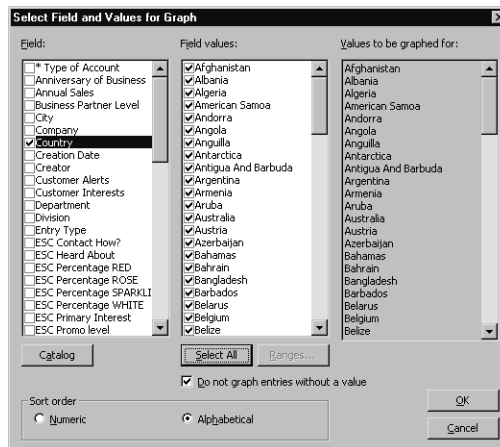 Select Field and Values for Graph
Field:
* Type of Account
Anniversary of Business
Annual Sales
Business Partner Level
City
Company
Country
Creation Date
Creator
Customer Alerts
Customer Interests
Department
Division
Entry Type
ESC Contact How?
ESC Heard About
ESC Percentage RED
ESC Percentage ROSE
ESC Percentage SPARKLI
ESC Percentage WHITE
ESC Primary Interest
ESC Promo level
Catalog
Field values:
Afghanistan
Albania
Algeria
American Samoa
Andorra
Angola
Anguilla
Antarctica
Antigua And Barbuda
Argentina
Armenia
Aruba
Australia
Austria
Azerbaijan
Bahamas
Bahrain
Bangladesh
Barbados
Belarus
Belgium
Belize
Select All
Ranges...
Values to be graphed for:
Afghanistan
Albania
Algeria
American Samoa
Andorra
Angola
Anguilla
Antarctica
Antigua And Barbuda
Argentina
Armenia
Aruba
Australia
Austria
Azerbaijan
Bahamas
Bahrain
Bangladesh
Barbados
Belarus
Belgium
Belize
Do not graph entries without a value
Sort order
Numeric
Alphabetical
OK
Cancel